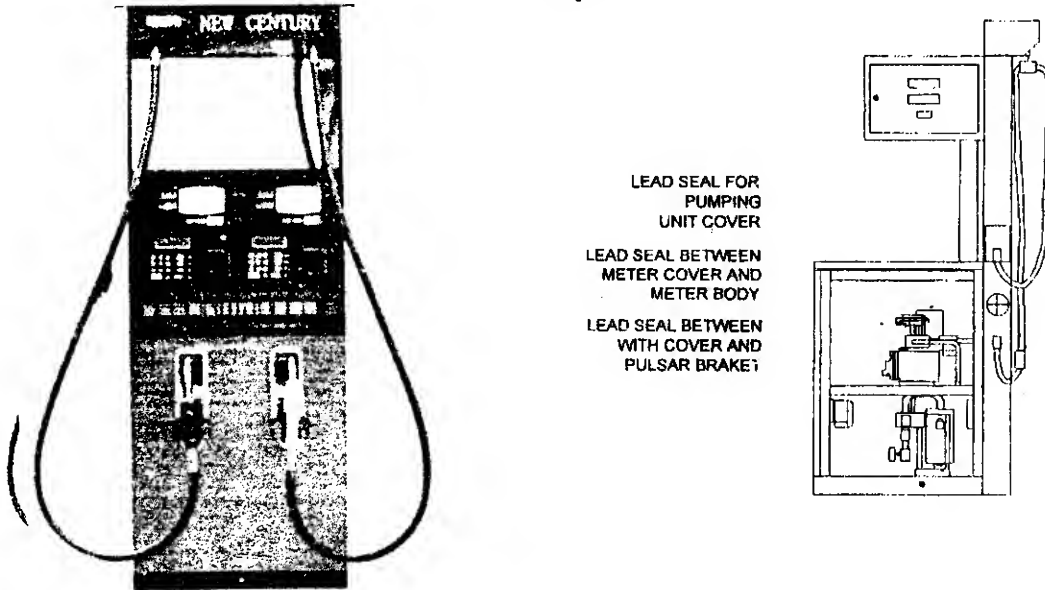 NEW CENTURY
LEAD SEAL FOR
PUMPING
UNIT COVER
LEAD SEAL BETWEEN
METER COVER AND
METER BODY
LEAD SEAL BETWEEN
WITH COVER AND
PULSAR BRAKET